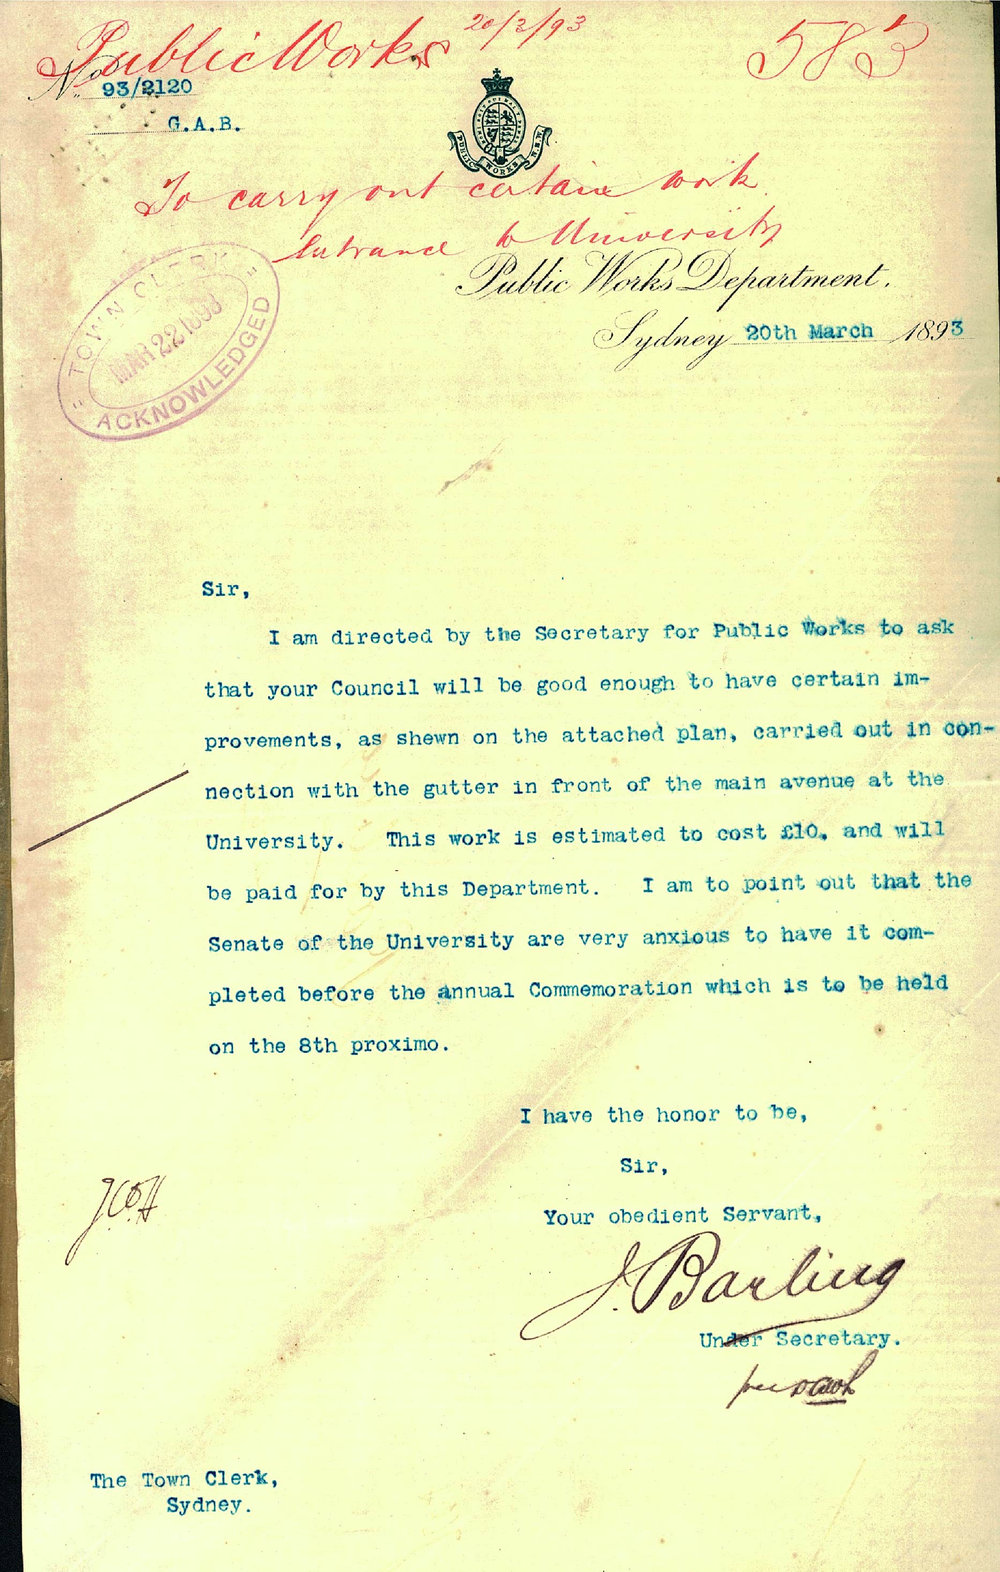 Public Works 20/3/93 583
No. 93/2120
G.A.B.
PUBLIC WORKS N.S.W.
To carry out certain work
Entrance to University
Public Works Department.
Sydney 20th March 1893
TOWN CLERK
MAR 22 1893
ACKNOWLEDGED
Sir,
I am directed by the Secretary for Public Works to ask
that your Council will be good enough to have certain im-
provements, as shewn on the attached plan, carried out in con-
nection with the gutter in front of the main avenue at the
University. This work is estimated to cost £10, and will
be paid for by this Department. I am to point out that the
Senate of the University are very anxious to have it com-
pleted before the annual Commemoration which is to be held
on the 8th proximo.
I have the honor to be,
Sir,
Your obedient Servant,
J. Barling
Under Secretary.
The Town Clerk,
Sydney.